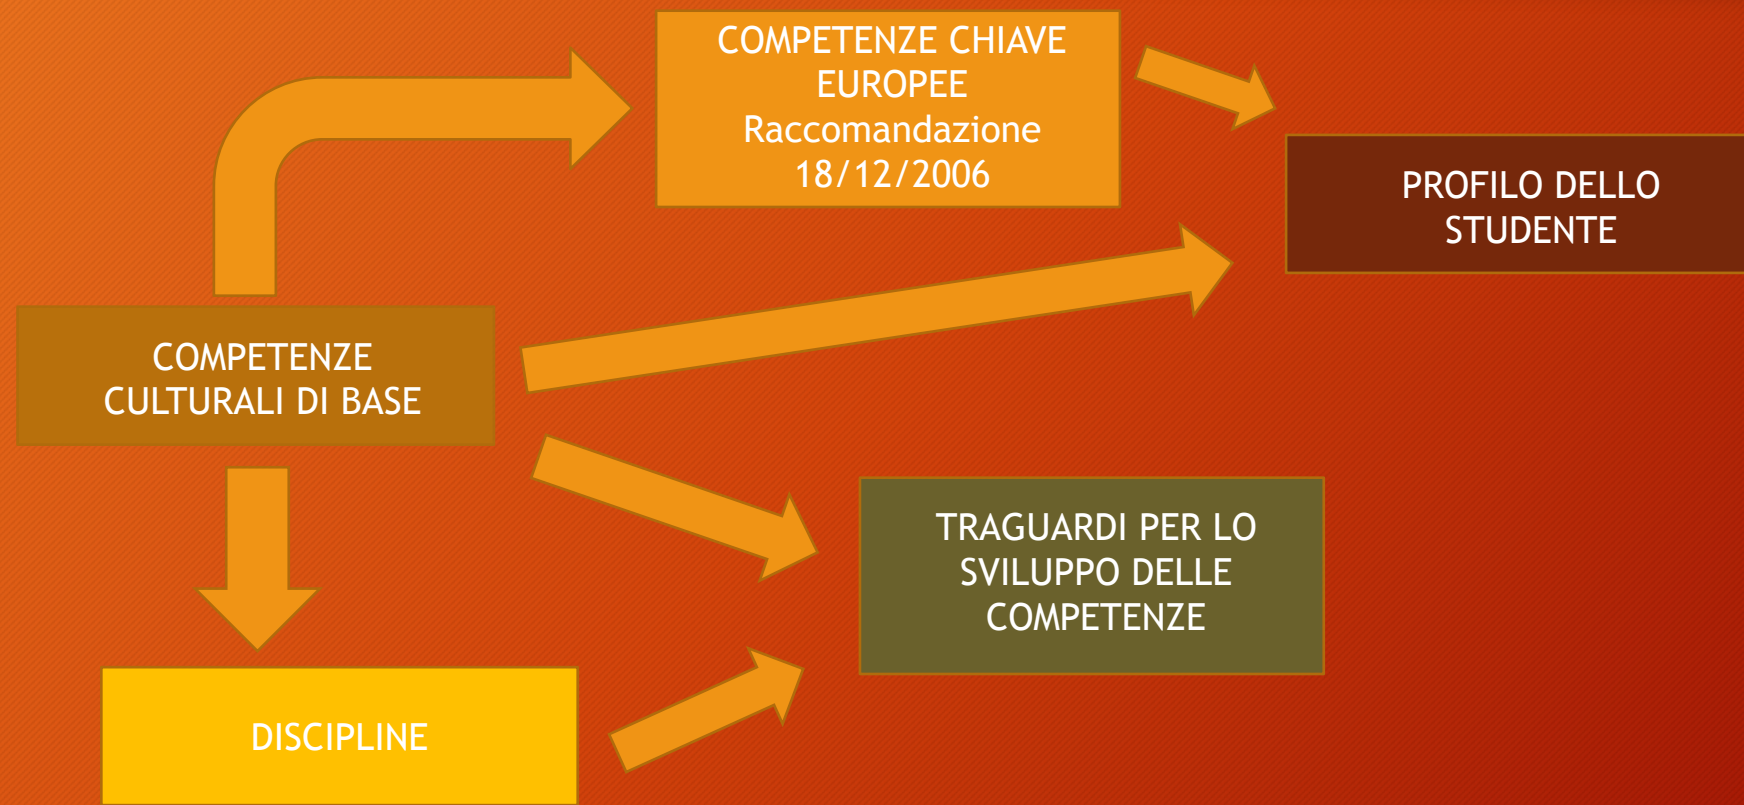 COMPETENZE CHIAVE
EUROPEE
Raccomandazione
18/12/2006
PROFILO DELLO
STUDENTE
COMPETENZE
CULTURALI DI BASE
TRAGUARDI PER LO
SVILUPPO DELLE
COMPETENZE
DISCIPLINE